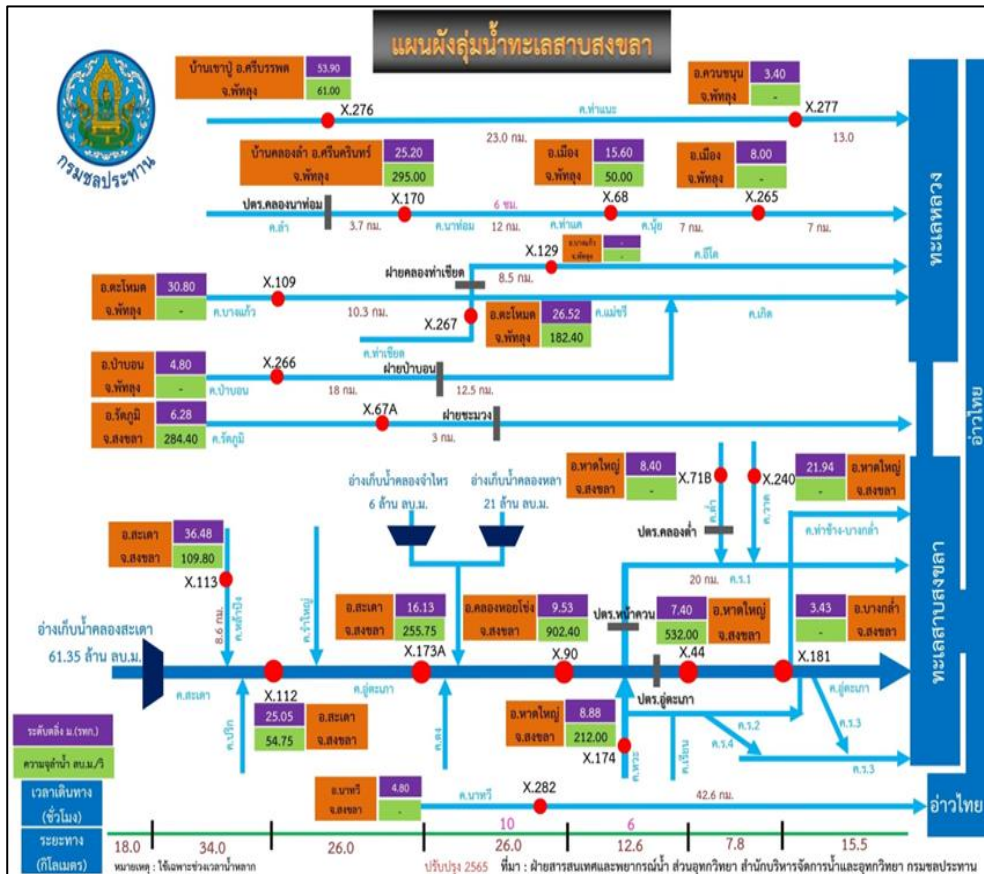 แผนผังลุ่มน้ำทะเลสาบสงขลา
กรมชลประทาน
บ้านเขาปู่ อ.ศรีบรรพต 53.90
จ.พัทลุง 61.00
X.276
ค.ท่าแนะ
23.0 กม.
อ.ควนขนุน 3.40
จ.พัทลุง -
X.277
13.0
บ้านคลองลำ อ.ศรีนครินทร์ 25.20
จ.พัทลุง 295.00
อ.เมือง 15.60
จ.พัทลุง 50.00
อ.เมือง 8.00
จ.พัทลุง -
ปตร.คลองนาท่อม
X.170
6 ชม.
X.68
X.265
ค.ลำ
3.7 กม.
ค.นาท่อม
12 กม.
ค.ท่าแค
ค.นุ้ย
7 กม.
7 กม.
ทะเลหลวง
X.129
อ.บางแก้ว -
จ.พัทลุง -
ค.อีโด
ฝายคลองท่าเชียด
8.5 กม.
อ.ตะโหมด 30.80
จ.พัทลุง -
X.109
ค.บางแก้ว
10.3 กม.
X.267
อ.ตะโหมด 26.52
จ.พัทลุง 182.40
ค.แม่ขรี
ค.เกิด
ค.ท่าเชียด
อ.ป่าบอน 4.80
จ.พัทลุง -
X.266
ฝายป่าบอน
ค.ป่าบอน
18 กม.
12.5 กม.
อ.รัตภูมิ 6.28
จ.สงขลา 284.40
X.67A
ฝายชะมวง
ค.รัตภูมิ
3 กม.
อ่าวไทย
อ่างเก็บน้ำคลองจำไหร
6 ล้าน ลบ.ม.
อ่างเก็บน้ำคลองหลา
21 ล้าน ลบ.ม.
อ.หาดใหญ่ 8.40
จ.สงขลา -
X.71B
X.240
21.94 อ.หาดใหญ่
- จ.สงขลา
ค.ต่ำ
ค.วาด
ปตร.คลองต่ำ
ค.ท่าช้าง-บางกล่ำ
อ.สะเดา 36.48
จ.สงขลา 109.80
X.113
8.6 กม.
ค.หล้าปัง
ค.รำใหญ่
20 กม.
ค.ร.1
ทะเลสาบสงขลา
อ่างเก็บน้ำคลองสะเดา
61.35 ล้าน ลบ.ม.
อ.สะเดา 16.13
จ.สงขลา 255.75
X.173A
อ.คลองหอยโข่ง 9.53
จ.สงขลา 902.40
X.90
ปตร.หน้าควน
7.40 อ.หาดใหญ่
532.00 จ.สงขลา
X.44
3.43 อ.บางกล่ำ
- จ.สงขลา
X.181
ค.สะเดา
X.112
ค.อู่ตะเภา
ปตร.อู่ตะเภา
ค.อู่ตะเภา
ค.ปริก
25.05 อ.สะเดา
54.75 จ.สงขลา
ค.ตง
อ.หาดใหญ่ 8.88
จ.สงขลา 212.00
X.174
ค.หวะ
ค.เรียน
ค.ร.2
ค.ร.4
ค.ร.3
ค.ร.3
ระดับตลิ่ง ม.(รทก.)
ความจุลำน้ำ ลบ.ม./วิ
อ.นาทวี 4.80
จ.สงขลา -
ค.นาทวี
X.282
42.6 กม.
อ่าวไทย
เวลาเดินทาง
(ชั่วโมง)
10
6
ระยะทาง
(กิโลเมตร)
18.0 34.0 26.0 26.0 12.6 7.8 15.5
หมายเหตุ : ใช้เฉพาะช่วงเวลาน้ำหลาก
ปรับปรุง 2565 ที่มา : ฝ่ายสารสนเทศและพยากรณ์น้ำ ส่วนอุทกวิทยา สำนักบริหารจัดการน้ำและอุทกวิทยา กรมชลประทาน